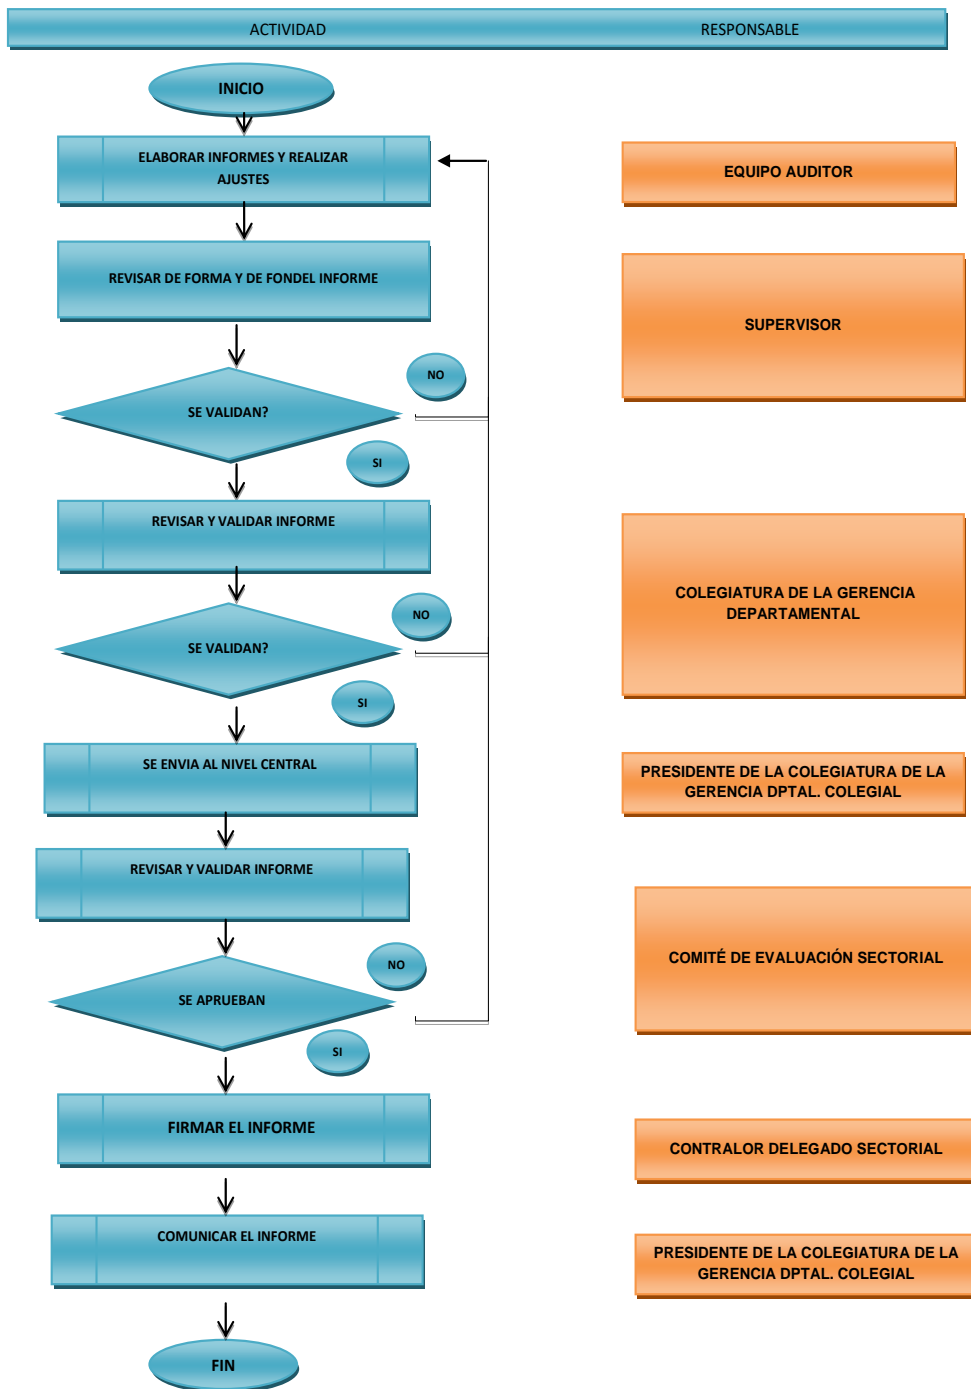 ACTIVIDAD RESPONSABLE
INICIO
ELABORAR INFORMES Y REALIZAR
AJUSTES
EQUIPO AUDITOR
REVISAR DE FORMA Y DE FONDEL INFORME
SUPERVISOR
NO
SE VALIDAN?
SI
REVISAR Y VALIDAR INFORME
COLEGIATURA DE LA GERENCIA
DEPARTAMENTAL
NO
SE VALIDAN?
SI
SE ENVIA AL NIVEL CENTRAL
PRESIDENTE DE LA COLEGIATURA DE LA
GERENCIA DPTAL. COLEGIAL
REVISAR Y VALIDAR INFORME
COMITÉ DE EVALUACIÓN SECTORIAL
NO
SE APRUEBAN
SI
FIRMAR EL INFORME
CONTRALOR DELEGADO SECTORIAL
COMUNICAR EL INFORME
PRESIDENTE DE LA COLEGIATURA DE LA
GERENCIA DPTAL. COLEGIAL
FIN